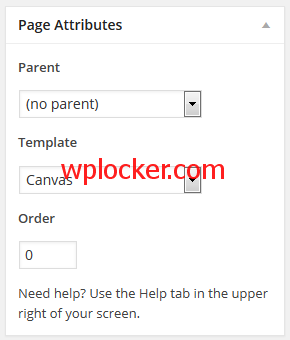 Page Attributes
Parent
(no parent)
Template
wplocker.com
Canvas
Order
0
Need help? Use the Help tab in the upper
right of your screen.